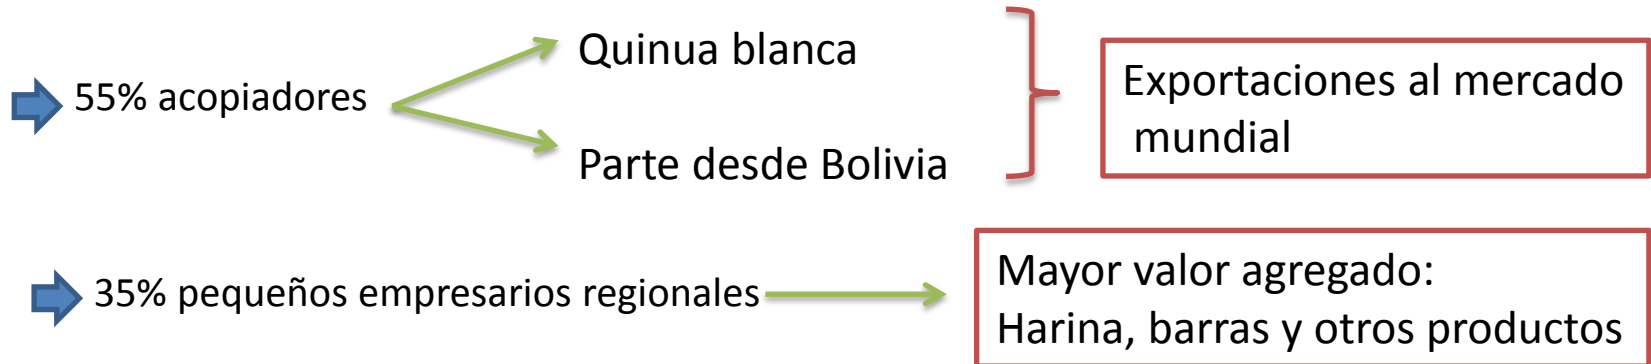 55% acopiadores
Quinua blanca
Parte desde Bolivia
Exportaciones al mercado
mundial
35% pequeños empresarios regionales
Mayor valor agregado:
Harina, barras y otros productos